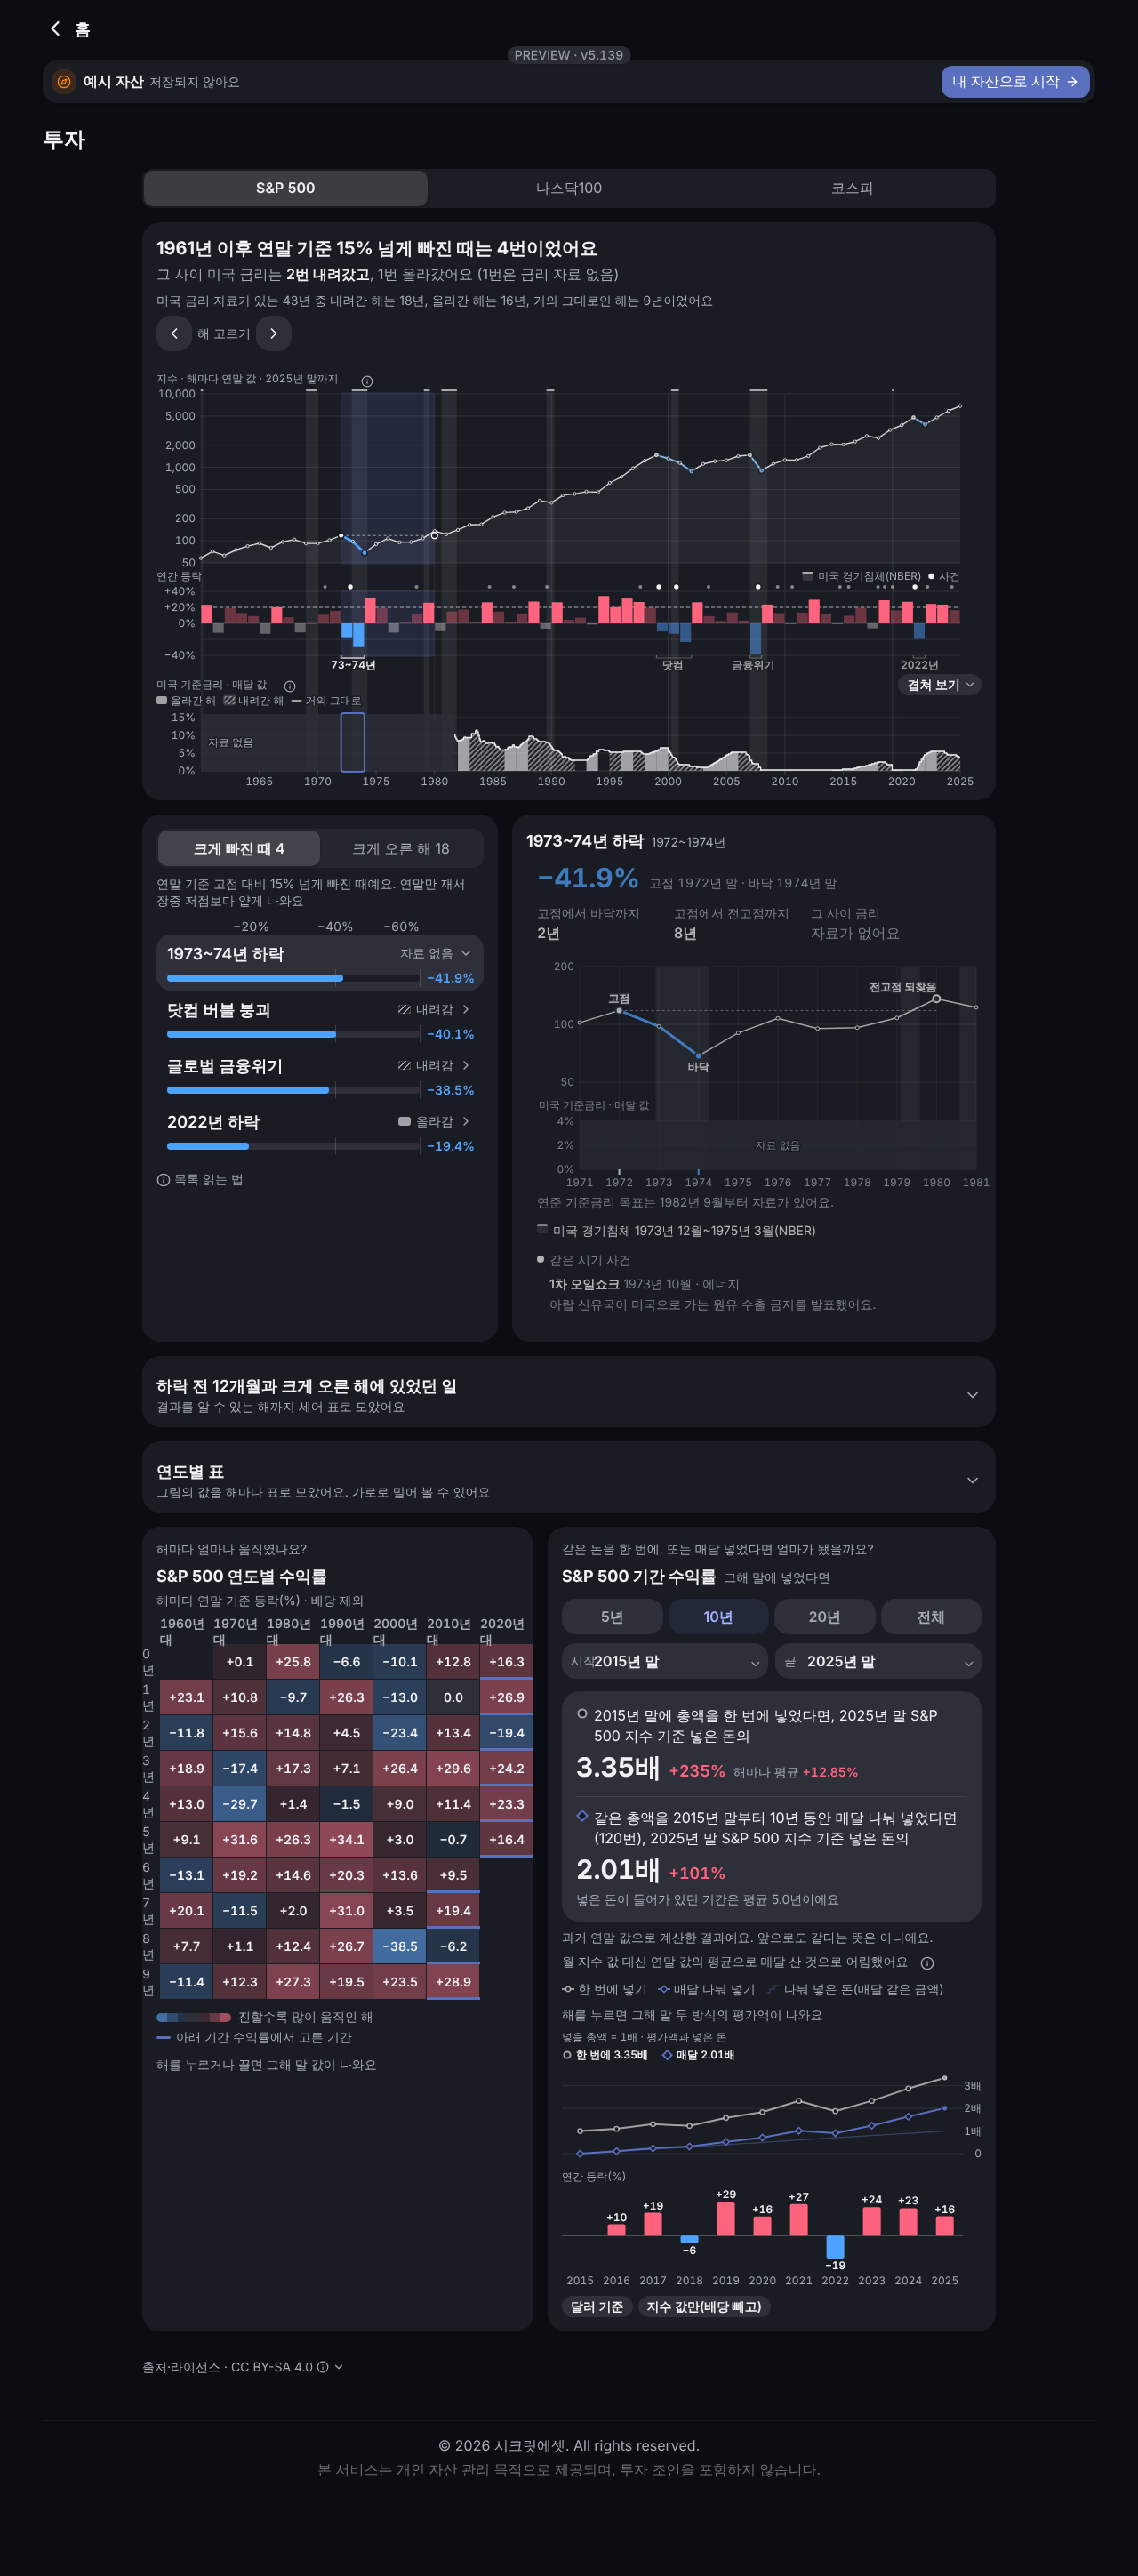 홈
PREVIEW · v5.139
예시 자산 저장되지 않아요
내 자산으로 시작
투자
S&P 500
나스닥100
코스피
1961년 이후 연말 기준 15% 넘게 빠진 때는 4번이었어요
그 사이 미국 금리는 2번 내려갔고, 1번 올라갔어요 (1번은 금리 자료 없음)
미국 금리 자료가 있는 43년 중 내려간 해는 18년, 올라간 해는 16년, 거의 그대로인 해는 9년이었어요
해 고르기
지수 · 해마다 연말 값 · 2025년 말까지
10,000
5,000
2,000
1,000
500
200
100
50
연간 등락
미국 경기침체(NBER)
사건
+40%
+20%
0%
−40%
73~74년
닷컴
금융위기
2022년
미국 기준금리 · 매달 값
겹쳐 보기
올라간 해
내려간 해
거의 그대로
15%
10%
5%
0%
자료 없음
1965 1970 1975 1980 1985 1990 1995 2000 2005 2010 2015 2020 2025
크게 빠진 때 4
크게 오른 해 18
연말 기준 고점 대비 15% 넘게 빠진 때예요. 연말만 재서
장중 저점보다 얕게 나와요
−20% −40% −60%
1973~74년 하락
자료 없음
−41.9%
닷컴 버블 붕괴
내려감
−40.1%
글로벌 금융위기
내려감
−38.5%
2022년 하락
올라감
−19.4%
목록 읽는 법
1973~74년 하락 1972~1974년
−41.9% 고점 1972년 말 · 바닥 1974년 말
고점에서 바닥까지
2년
고점에서 전고점까지
8년
그 사이 금리
자료가 없어요
200
100
50
고점
바닥
전고점 되찾음
미국 기준금리 · 매달 값
4%
2%
0%
자료 없음
1971 1972 1973 1974 1975 1976 1977 1978 1979 1980 1981
연준 기준금리 목표는 1982년 9월부터 자료가 있어요.
미국 경기침체 1973년 12월~1975년 3월(NBER)
같은 시기 사건
1차 오일쇼크 1973년 10월 · 에너지
아랍 산유국이 미국으로 가는 원유 수출 금지를 발표했어요.
하락 전 12개월과 크게 오른 해에 있었던 일
결과를 알 수 있는 해까지 세어 표로 모았어요
연도별 표
그림의 값을 해마다 표로 모았어요. 가로로 밀어 볼 수 있어요
해마다 얼마나 움직였나요?
S&P 500 연도별 수익률
해마다 연말 기준 등락(%) · 배당 제외
1960년대 1970년대 1980년대 1990년대 2000년대 2010년대 2020년대
0년 +0.1 +25.8 −6.6 −10.1 +12.8 +16.3
1년 +23.1 +10.8 −9.7 +26.3 −13.0 0.0 +26.9
2년 −11.8 +15.6 +14.8 +4.5 −23.4 +13.4 −19.4
3년 +18.9 −17.4 +17.3 +7.1 +26.4 +29.6 +24.2
4년 +13.0 −29.7 +1.4 −1.5 +9.0 +11.4 +23.3
5년 +9.1 +31.6 +26.3 +34.1 +3.0 −0.7 +16.4
6년 −13.1 +19.2 +14.6 +20.3 +13.6 +9.5
7년 +20.1 −11.5 +2.0 +31.0 +3.5 +19.4
8년 +7.7 +1.1 +12.4 +26.7 −38.5 −6.2
9년 −11.4 +12.3 +27.3 +19.5 +23.5 +28.9
진할수록 많이 움직인 해
아래 기간 수익률에서 고른 기간
해를 누르거나 끌면 그해 말 값이 나와요
같은 돈을 한 번에, 또는 매달 넣었다면 얼마가 됐을까요?
S&P 500 기간 수익률 그해 말에 넣었다면
5년
10년
20년
전체
시작 2015년 말
끝 2025년 말
2015년 말에 총액을 한 번에 넣었다면, 2025년 말 S&P
500 지수 기준 넣은 돈의
3.35배 +235% 해마다 평균 +12.85%
같은 총액을 2015년 말부터 10년 동안 매달 나눠 넣었다면
(120번), 2025년 말 S&P 500 지수 기준 넣은 돈의
2.01배 +101%
넣은 돈이 들어가 있던 기간은 평균 5.0년이에요
과거 연말 값으로 계산한 결과예요. 앞으로도 같다는 뜻은 아니에요.
월 지수 값 대신 연말 값의 평균으로 매달 산 것으로 어림했어요
한 번에 넣기
매달 나눠 넣기
나눠 넣은 돈(매달 같은 금액)
해를 누르면 그해 말 두 방식의 평가액이 나와요
넣을 총액 = 1배 · 평가액과 넣은 돈
한 번에 3.35배
매달 2.01배
3배
2배
1배
0
연간 등락(%)
+10 +19 −6 +29 +16 +27 −19 +24 +23 +16
2015 2016 2017 2018 2019 2020 2021 2022 2023 2024 2025
달러 기준
지수 값만(배당 빼고)
출처·라이선스 · CC BY-SA 4.0
© 2026 시크릿에셋. All rights reserved.
본 서비스는 개인 자산 관리 목적으로 제공되며, 투자 조언을 포함하지 않습니다.